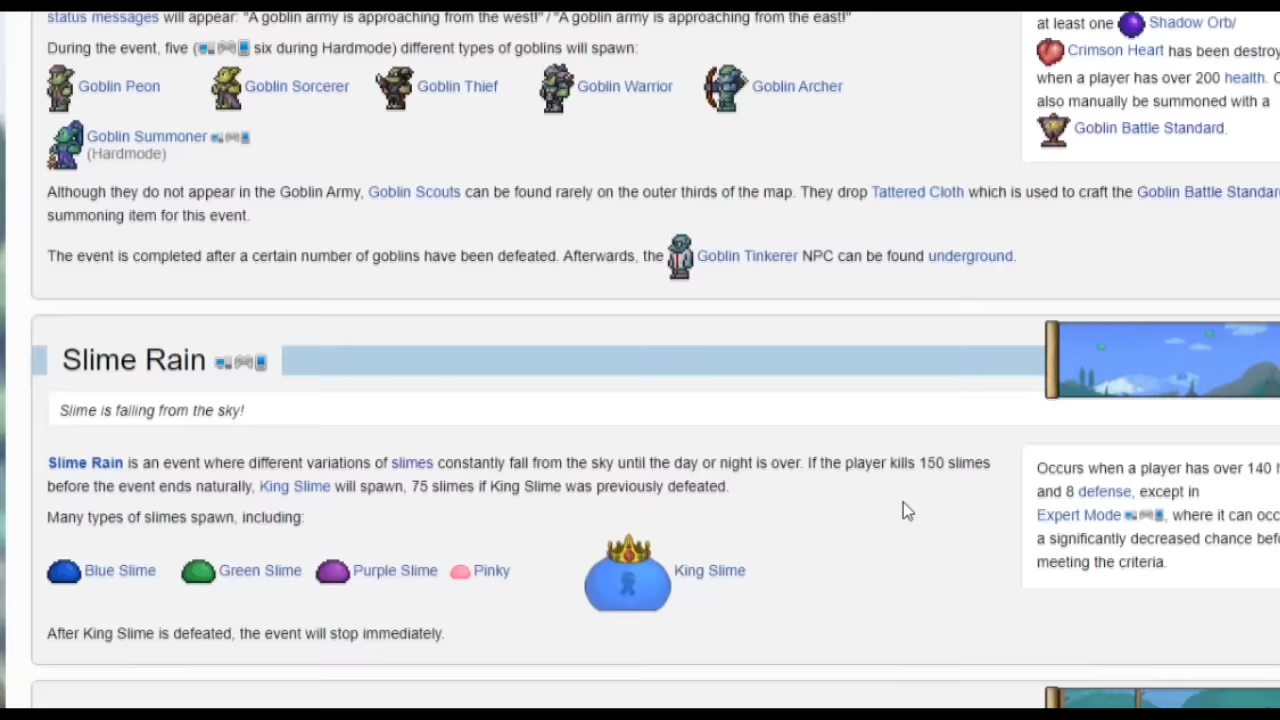 status messages will appear: "A goblin army is approaching from the west!" / "A goblin army is approaching from the east!"
During the event, five ( six during Hardmode) different types of goblins will spawn:
Goblin Peon Goblin Sorcerer Goblin Thief Goblin Warrior Goblin Archer
Goblin Summoner
(Hardmode)
Although they do not appear in the Goblin Army, Goblin Scouts can be found rarely on the outer thirds of the map. They drop Tattered Cloth which is used to craft the Goblin Battle Standar
summoning item for this event.
The event is completed after a certain number of goblins have been defeated. Afterwards, the Goblin Tinkerer NPC can be found underground.
at least one Shadow Orb/
Crimson Heart has been destroy
when a player has over 200 health. C
also manually be summoned with a
Goblin Battle Standard.
Slime Rain
Slime is falling from the sky!
Slime Rain is an event where different variations of slimes constantly fall from the sky until the day or night is over. If the player kills 150 slimes
before the event ends naturally, King Slime will spawn, 75 slimes if King Slime was previously defeated.
Many types of slimes spawn, including:
Blue Slime Green Slime Purple Slime Pinky King Slime
After King Slime is defeated, the event will stop immediately.
Occurs when a player has over 140 h
and 8 defense, except in
Expert Mode , where it can occ
a significantly decreased chance bef
meeting the criteria.